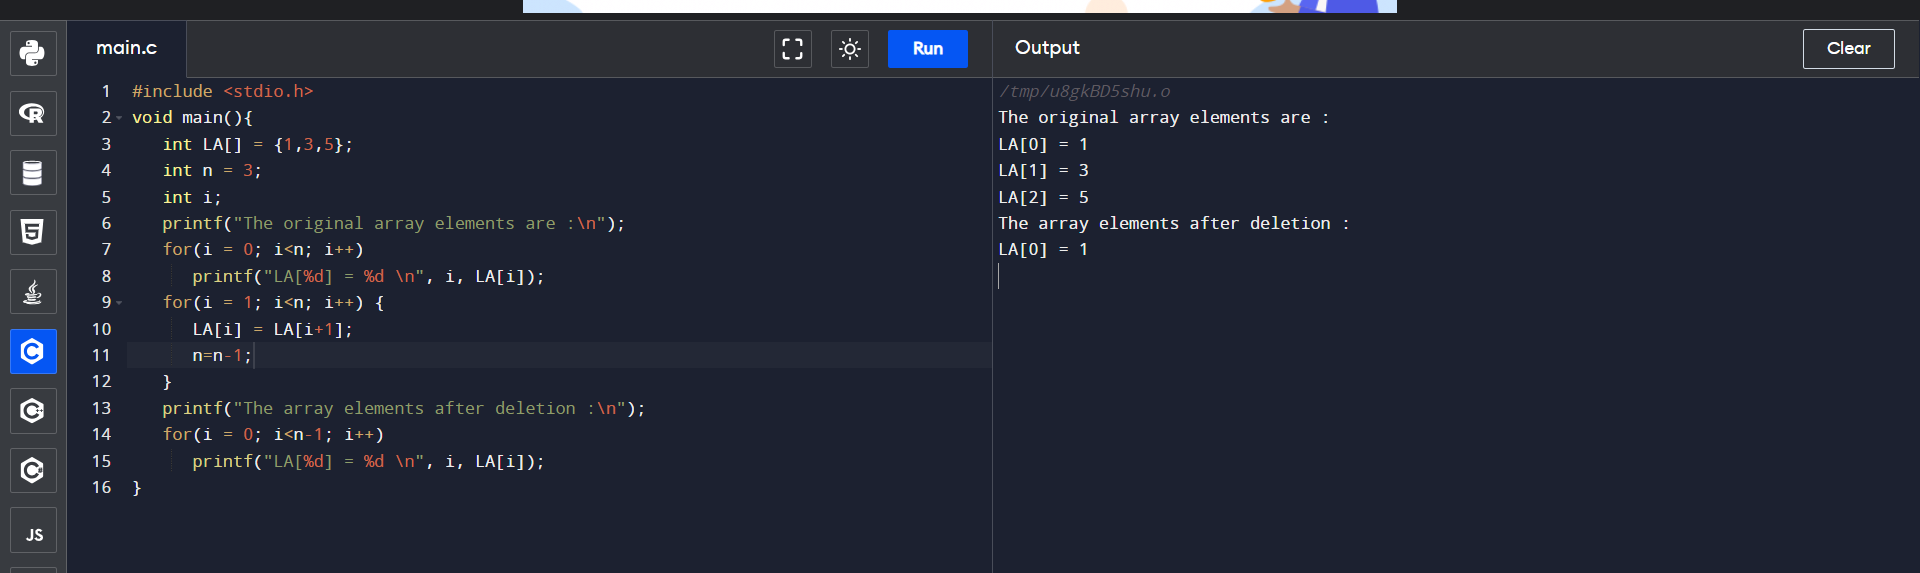 main.c
Run
Output
Clear
1 #include <stdio.h>
2 void main(){
3 int LA[] = {1,3,5};
4 int n = 3;
5 int i;
6 printf("The original array elements are :\n");
7 for(i = 0; i<n; i++)
8 printf("LA[%d] = %d \n", i, LA[i]);
9 for(i = 1; i<n; i++) {
10 LA[i] = LA[i+1];
11 n=n-1;
12 }
13 printf("The array elements after deletion :\n");
14 for(i = 0; i<n-1; i++)
15 printf("LA[%d] = %d \n", i, LA[i]);
16 }
/tmp/u8gkBD5shu.o
The original array elements are :
LA[0] = 1
LA[1] = 3
LA[2] = 5
The array elements after deletion :
LA[0] = 1
R
5
C
C
C
JS